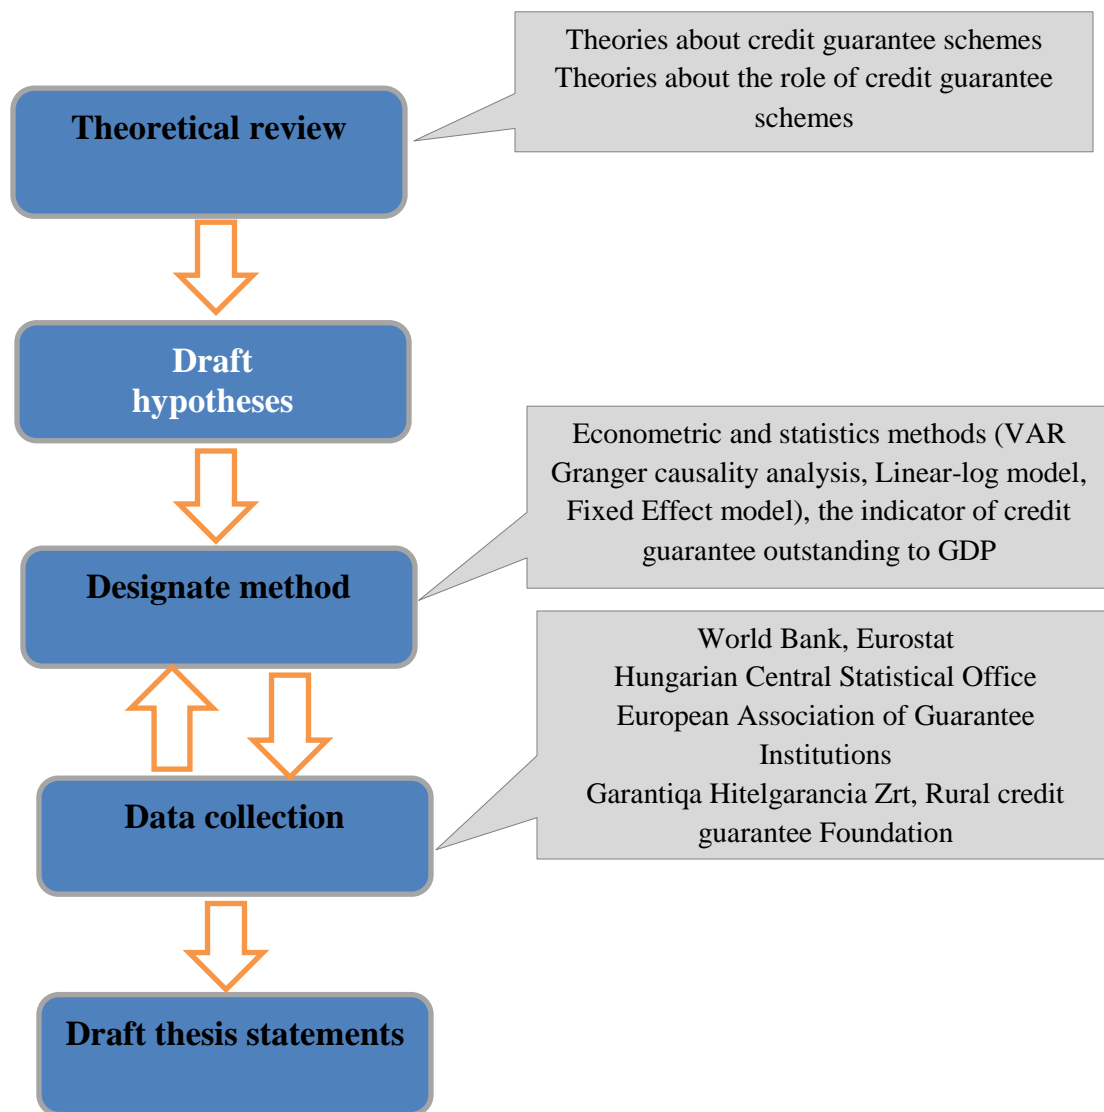 Theories about credit guarantee schemes
Theories about the role of credit guarantee
schemes
Theoretical review
Draft
hypotheses
Econometric and statistics methods (VAR
Granger causality analysis, Linear-log model,
Fixed Effect model), the indicator of credit
guarantee outstanding to GDP
Designate method
World Bank, Eurostat
Hungarian Central Statistical Office
European Association of Guarantee
Institutions
Garantiqa Hitelgarancia Zrt, Rural credit
guarantee Foundation
Data collection
Draft thesis statements